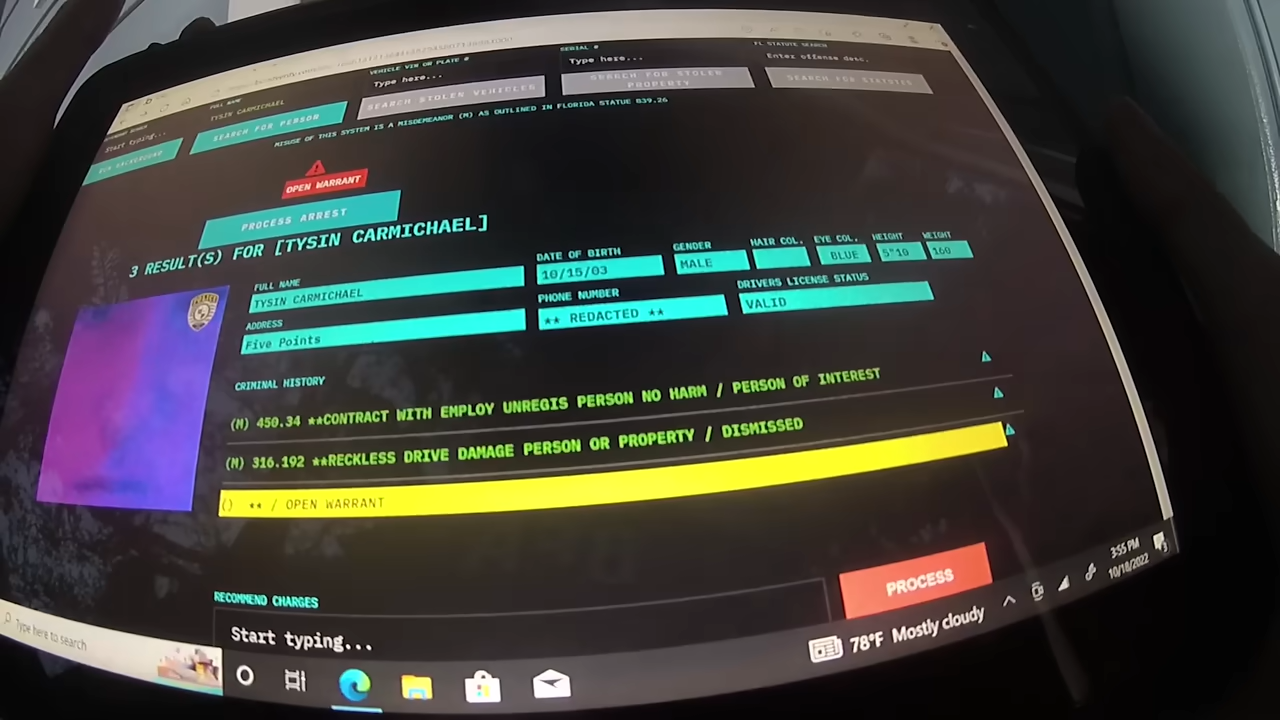 VEHICLE VIN OR PLATE #
SERIAL #
FL STATUTE SEARCH
FULL NAME
Type here...
Type here...
Enter offense desc.
Start typing...
TYSIN CARMICHAEL
RUN BACKGROUND
SEARCH FOR PERSON
SEARCH STOLEN VEHICLES
SEARCH FOR STOLEN PROPERTY
SEARCH FOR STATUTES
MISUSE OF THIS SYSTEM IS A MISDEMEANOR (M) AS OUTLINED IN FLORIDA STATUE 839.26
OPEN WARRANT
PROCESS ARREST
3 RESULT(S) FOR [TYSIN CARMICHAEL]
FULL NAME
DATE OF BIRTH
GENDER
HAIR COL.
EYE COL.
HEIGHT
WEIGHT
TYSIN CARMICHAEL
10/15/03
MALE
BLUE
5"10
160
ADDRESS
PHONE NUMBER
DRIVERS LICENSE STATUS
Five Points
** REDACTED **
VALID
CRIMINAL HISTORY
(M) 450.34 **CONTRACT WITH EMPLOY UNREGIS PERSON NO HARM / PERSON OF INTEREST
(M) 316.192 **RECKLESS DRIVE DAMAGE PERSON OR PROPERTY / DISMISSED
() ** / OPEN WARRANT
RECOMMEND CHARGES
Start typing...
PROCESS
Type here to search
78°F Mostly cloudy
3:55 PM
10/18/2022